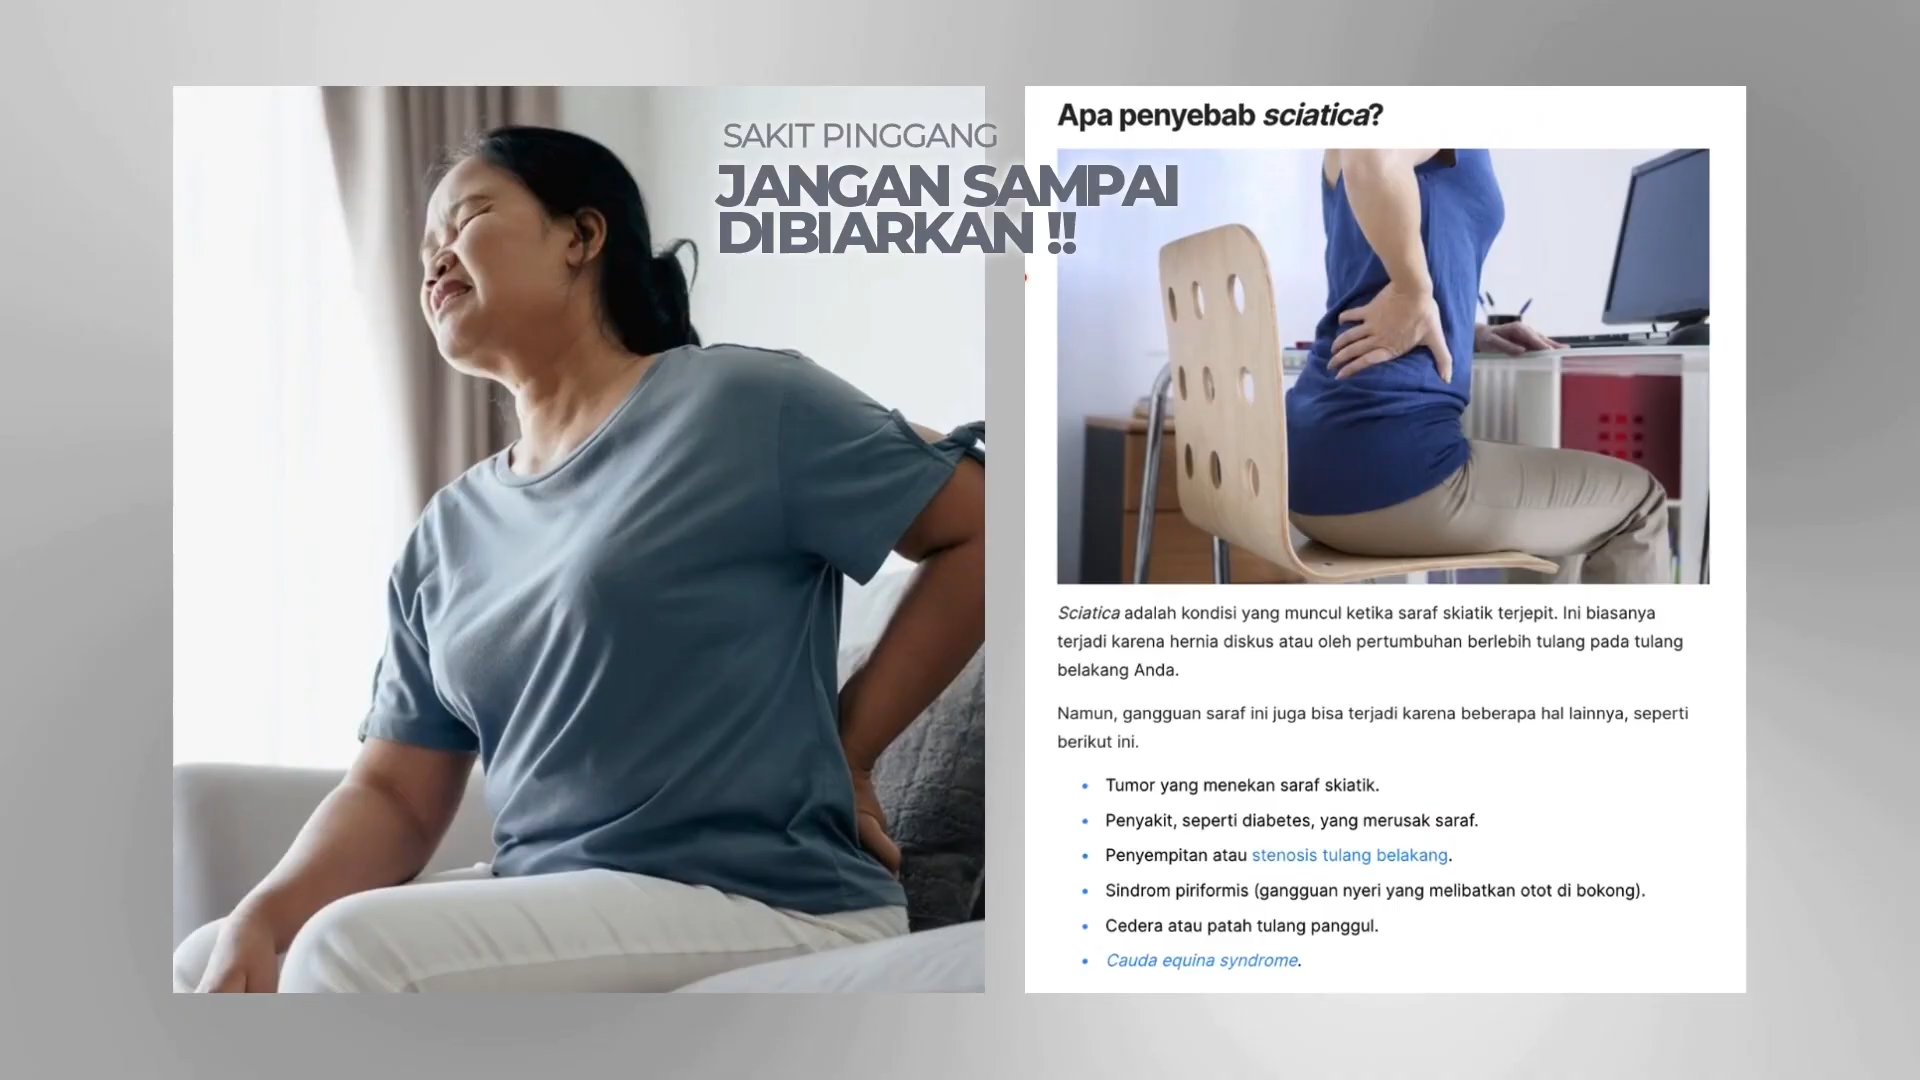 SAKIT PINGGANG
JANGAN SAMPAI
DIBIARKAN !!
Apa penyebab sciatica?
Sciatica adalah kondisi yang muncul ketika saraf skiatik terjepit. Ini biasanya
terjadi karena hernia diskus atau oleh pertumbuhan berlebih tulang pada tulang
belakang Anda.
Namun, gangguan saraf ini juga bisa terjadi karena beberapa hal lainnya, seperti
berikut ini.
• Tumor yang menekan saraf skiatik.
• Penyakit, seperti diabetes, yang merusak saraf.
• Penyempitan atau stenosis tulang belakang.
• Sindrom piriformis (gangguan nyeri yang melibatkan otot di bokong).
• Cedera atau patah tulang panggul.
• Cauda equina syndrome.